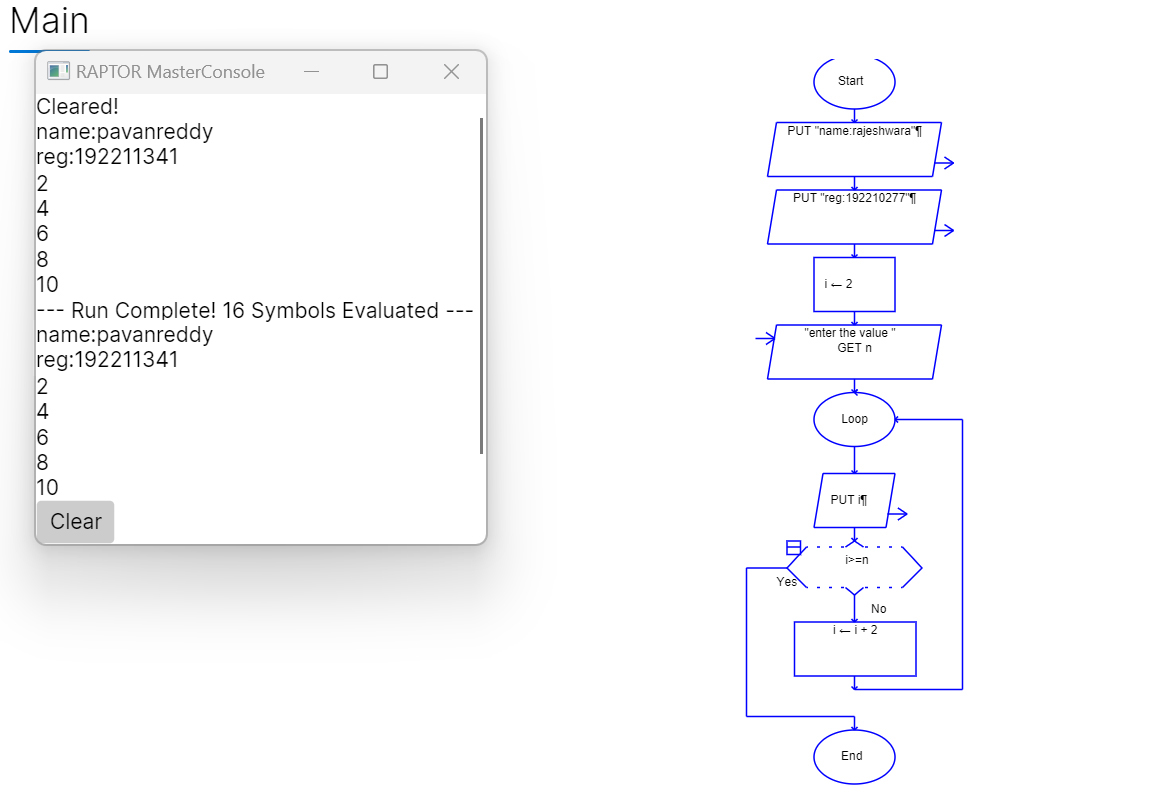 Main
RAPTOR MasterConsole
Cleared!
name:pavanreddy
reg:192211341
2
4
6
8
10
--- Run Complete! 16 Symbols Evaluated ---
name:pavanreddy
reg:192211341
2
4
6
8
10
Clear
Start
PUT "name:rajeshwara"¶
PUT "reg:192210277"¶
i ← 2
"enter the value "
GET n
Loop
PUT i¶
i>=n
Yes
No
i ← i + 2
End